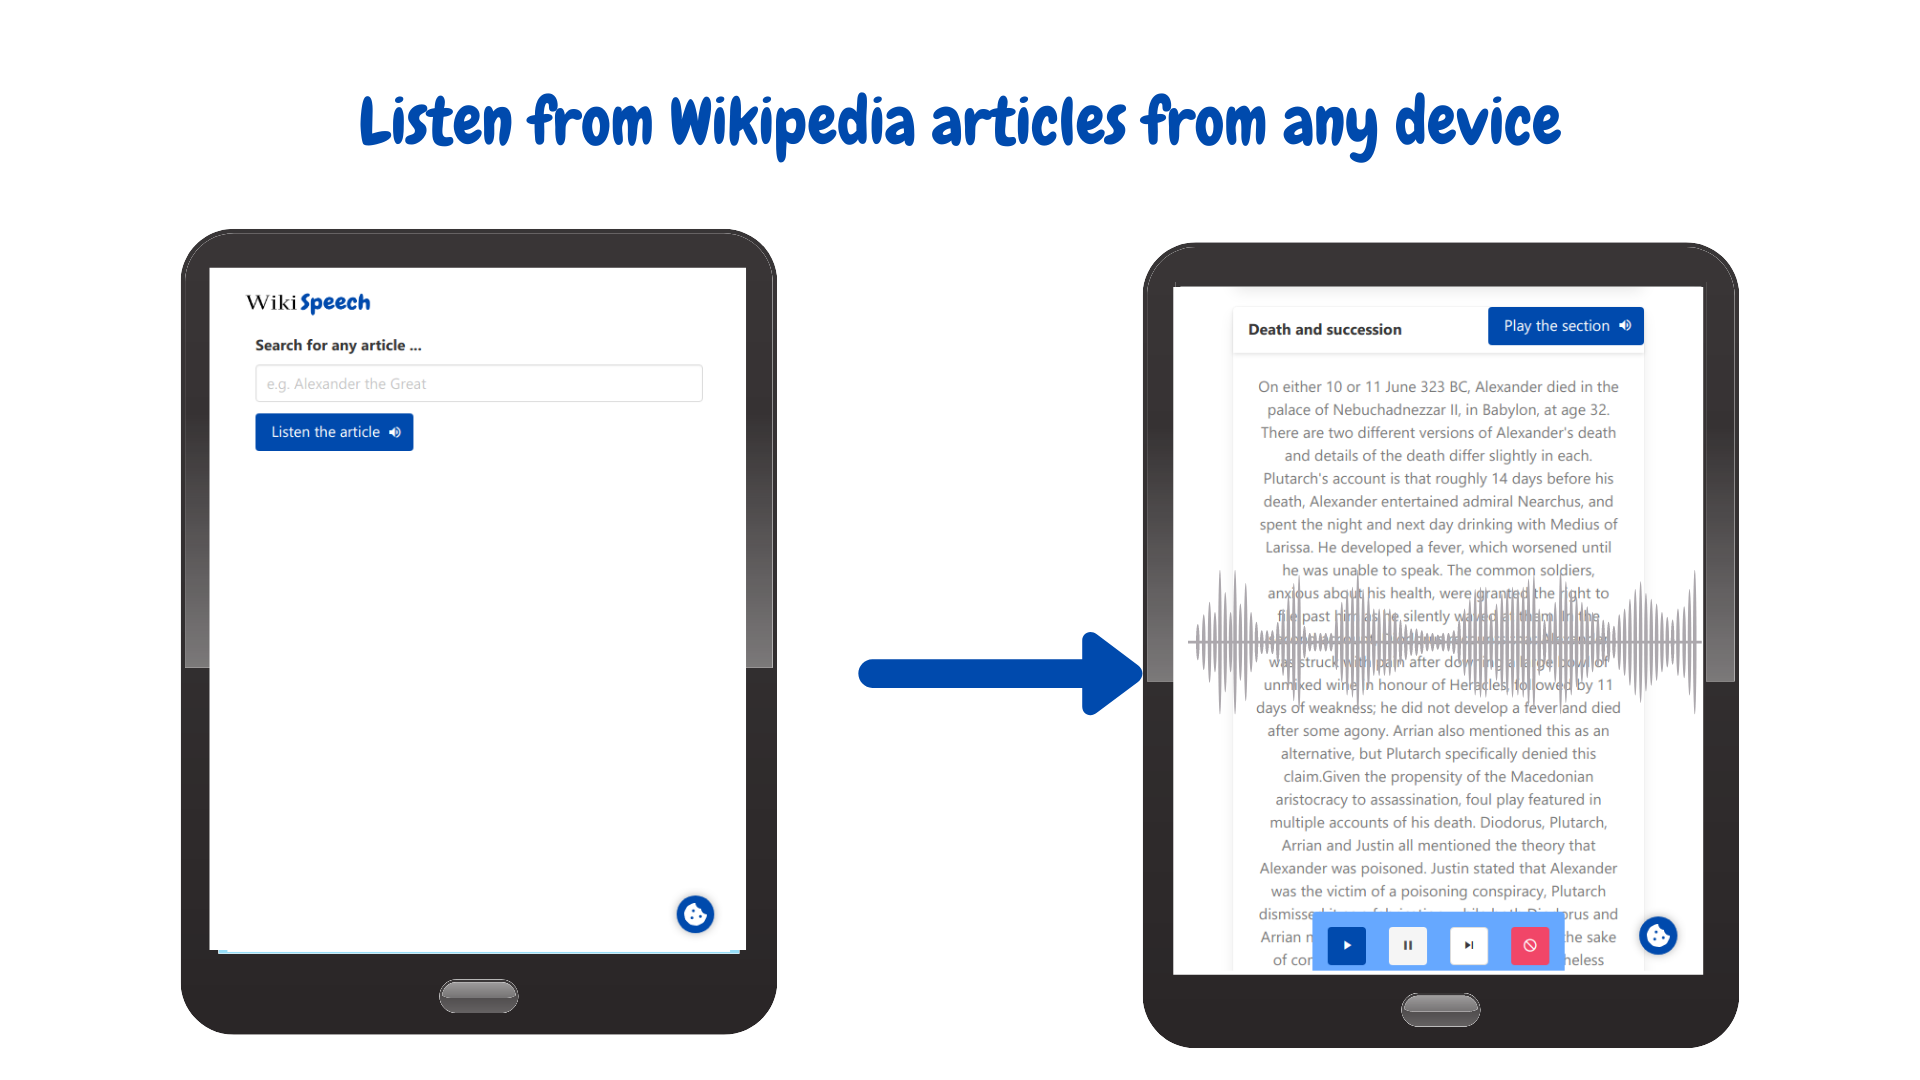 Listen from Wikipedia articles from any device
Wiki Speech
Search for any article ...
e.g. Alexander the Great
Listen the article
Death and succession
Play the section
On either 10 or 11 June 323 BC, Alexander died in the
palace of Nebuchadnezzar II, in Babylon, at age 32.
There are two different versions of Alexander's death
and details of the death differ slightly in each.
Plutarch's account is that roughly 14 days before his
death, Alexander entertained admiral Nearchus, and
spent the night and next day drinking with Medius of
Larissa. He developed a fever, which worsened until
he was unable to speak. The common soldiers,
anxious about his health, were granted the right to
file past him as he silently waved at them. In the
Alexander
was struck with pain after downing a large bowl of
unmixed wine in honour of Heracles, followed by 11
days of weakness; he did not develop a fever and died
after some agony. Arrian also mentioned this as an
alternative, but Plutarch specifically denied this
claim.Given the propensity of the Macedonian
aristocracy to assassination, foul play featured in
multiple accounts of his death. Diodorus, Plutarch,
Arrian and Justin all mentioned the theory that
Alexander was poisoned. Justin stated that Alexander
was the victim of a poisoning conspiracy, Plutarch
dismisse orus and
Arrian n the sake
of cor heless